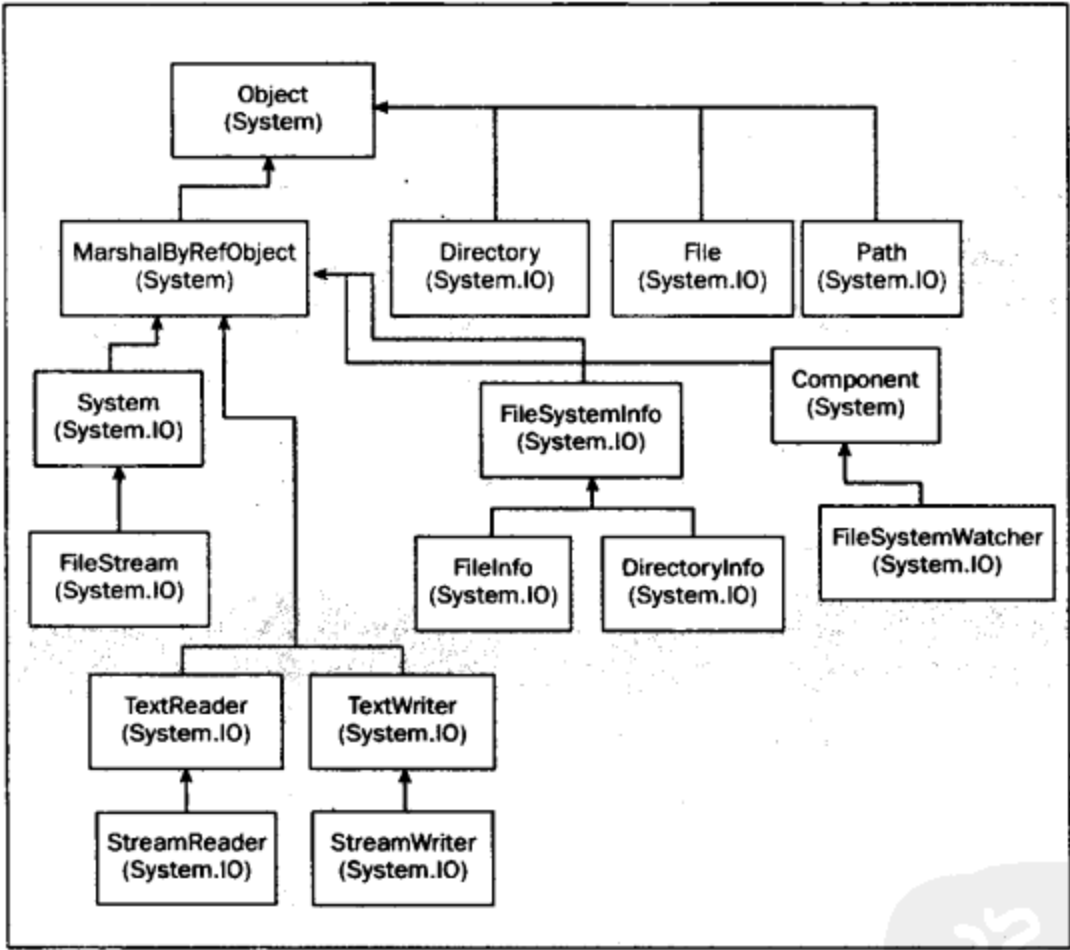 Object
(System)
MarshalByRefObject
(System)
Directory
(System.IO)
File
(System.IO)
Path
(System.IO)
System
(System.IO)
FileSystemInfo
(System.IO)
Component
(System)
FileStream
(System.IO)
FileInfo
(System.IO)
DirectoryInfo
(System.IO)
FileSystemWatcher
(System.IO)
TextReader
(System.IO)
TextWriter
(System.IO)
StreamReader
(System.IO)
StreamWriter
(System.IO)